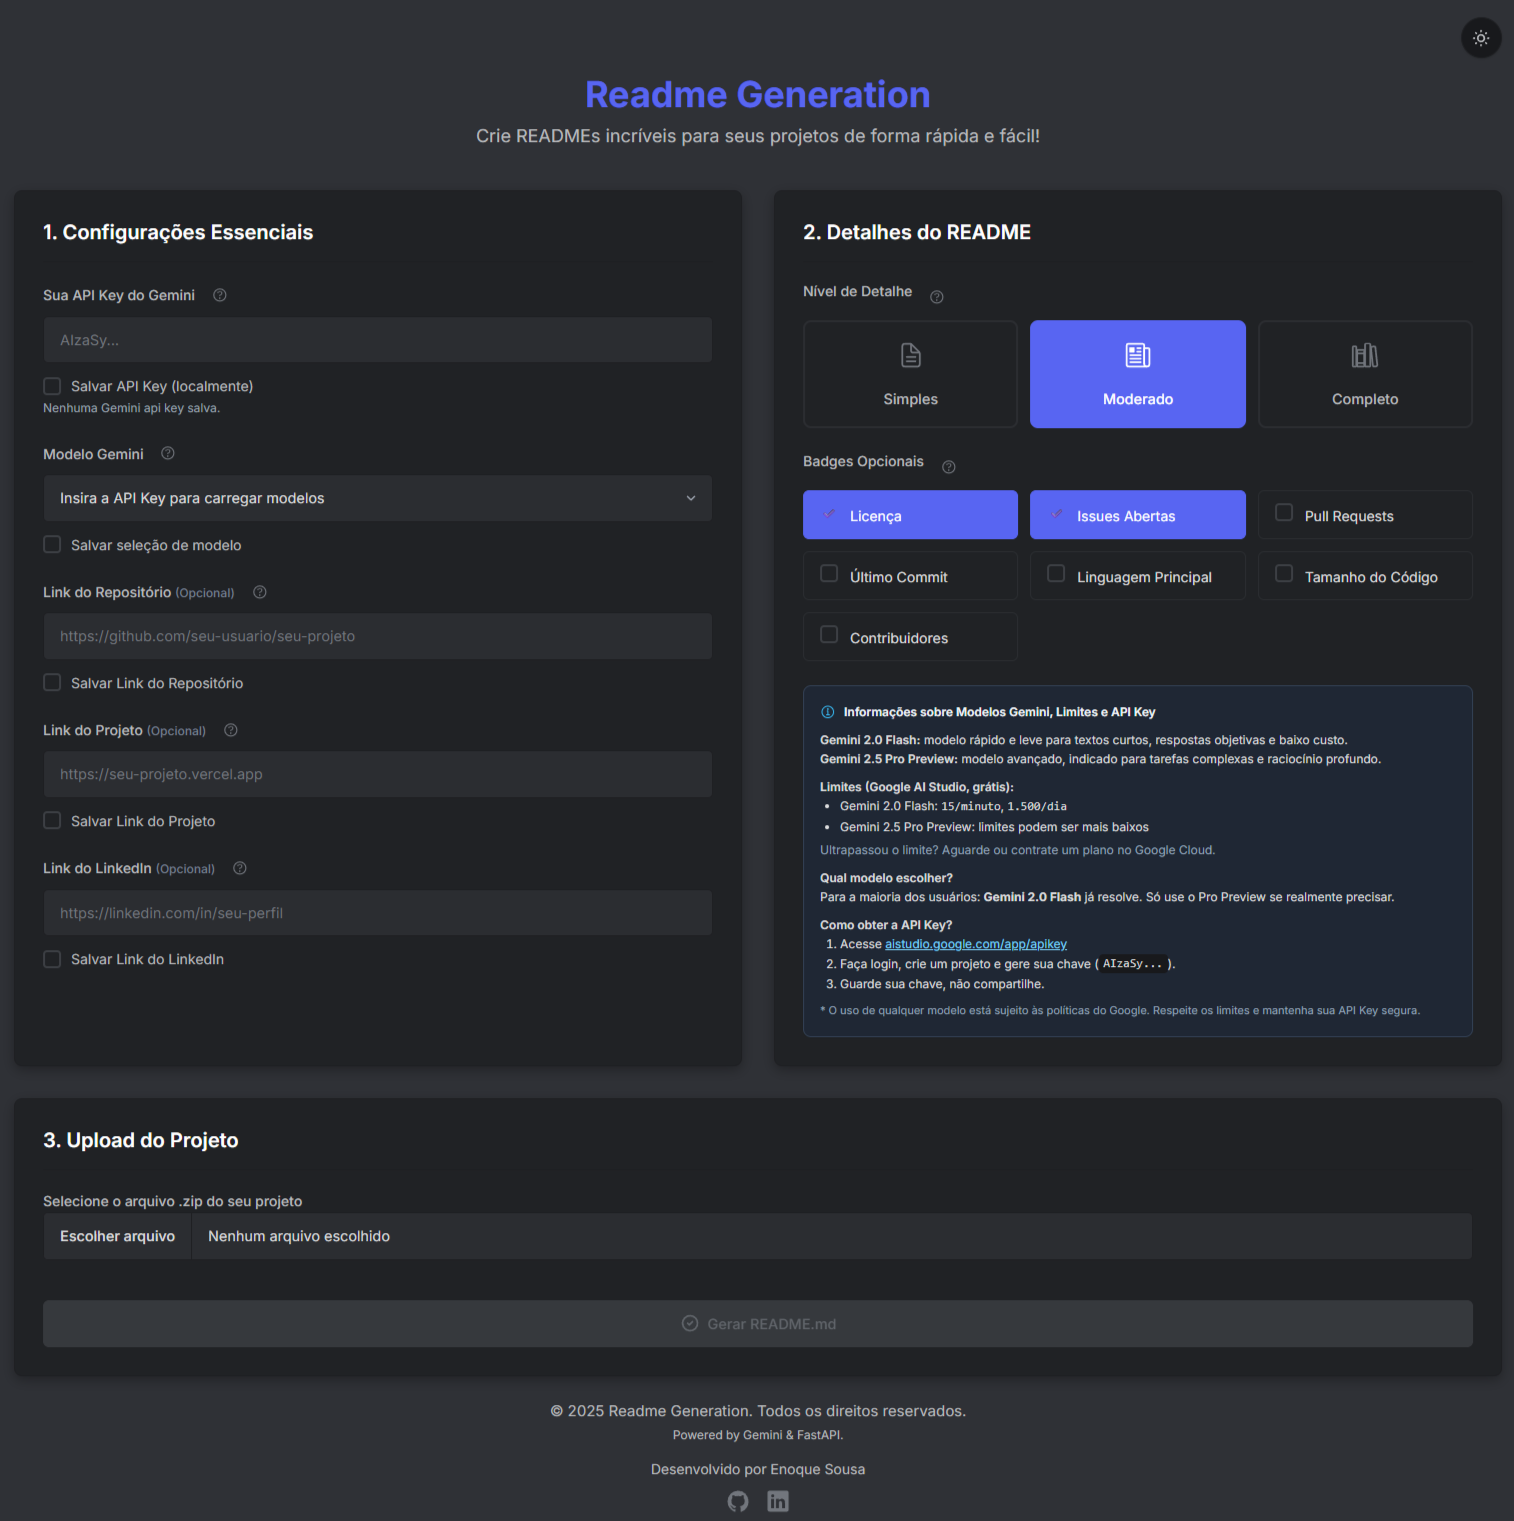 Readme Generation
Crie READMEs incríveis para seus projetos de forma rápida e fácil!
1. Configurações Essenciais
Sua API Key do Gemini
AIzaSy...
Salvar API Key (localmente)
Nenhuma Gemini api key salva.
Modelo Gemini
Insira a API Key para carregar modelos
Salvar seleção de modelo
Link do Repositório (Opcional)
https://github.com/seu-usuario/seu-projeto
Salvar Link do Repositório
Link do Projeto (Opcional)
https://seu-projeto.vercel.app
Salvar Link do Projeto
Link do LinkedIn (Opcional)
https://linkedin.com/in/seu-perfil
Salvar Link do LinkedIn
2. Detalhes do README
Nível de Detalhe
Simples
Moderado
Completo
Badges Opcionais
Licença
Issues Abertas
Pull Requests
Último Commit
Linguagem Principal
Tamanho do Código
Contribuidores
Informações sobre Modelos Gemini, Limites e API Key
Gemini 2.0 Flash: modelo rápido e leve para textos curtos, respostas objetivas e baixo custo.
Gemini 2.5 Pro Preview: modelo avançado, indicado para tarefas complexas e raciocínio profundo.
Limites (Google AI Studio, grátis):
• Gemini 2.0 Flash: 15/minuto, 1.500/dia
• Gemini 2.5 Pro Preview: limites podem ser mais baixos
Ultrapassou o limite? Aguarde ou contrate um plano no Google Cloud.
Qual modelo escolher?
Para a maioria dos usuários: Gemini 2.0 Flash já resolve. Só use o Pro Preview se realmente precisar.
Como obter a API Key?
1. Acesse aistudio.google.com/app/apikey
2. Faça login, crie um projeto e gere sua chave (AIzaSy...).
3. Guarde sua chave, não compartilhe.
* O uso de qualquer modelo está sujeito às políticas do Google. Respeite os limites e mantenha sua API Key segura.
3. Upload do Projeto
Selecione o arquivo .zip do seu projeto
Escolher arquivo
Nenhum arquivo escolhido
Gerar README.md
© 2025 Readme Generation. Todos os direitos reservados.
Powered by Gemini & FastAPI.
Desenvolvido por Enoque Sousa